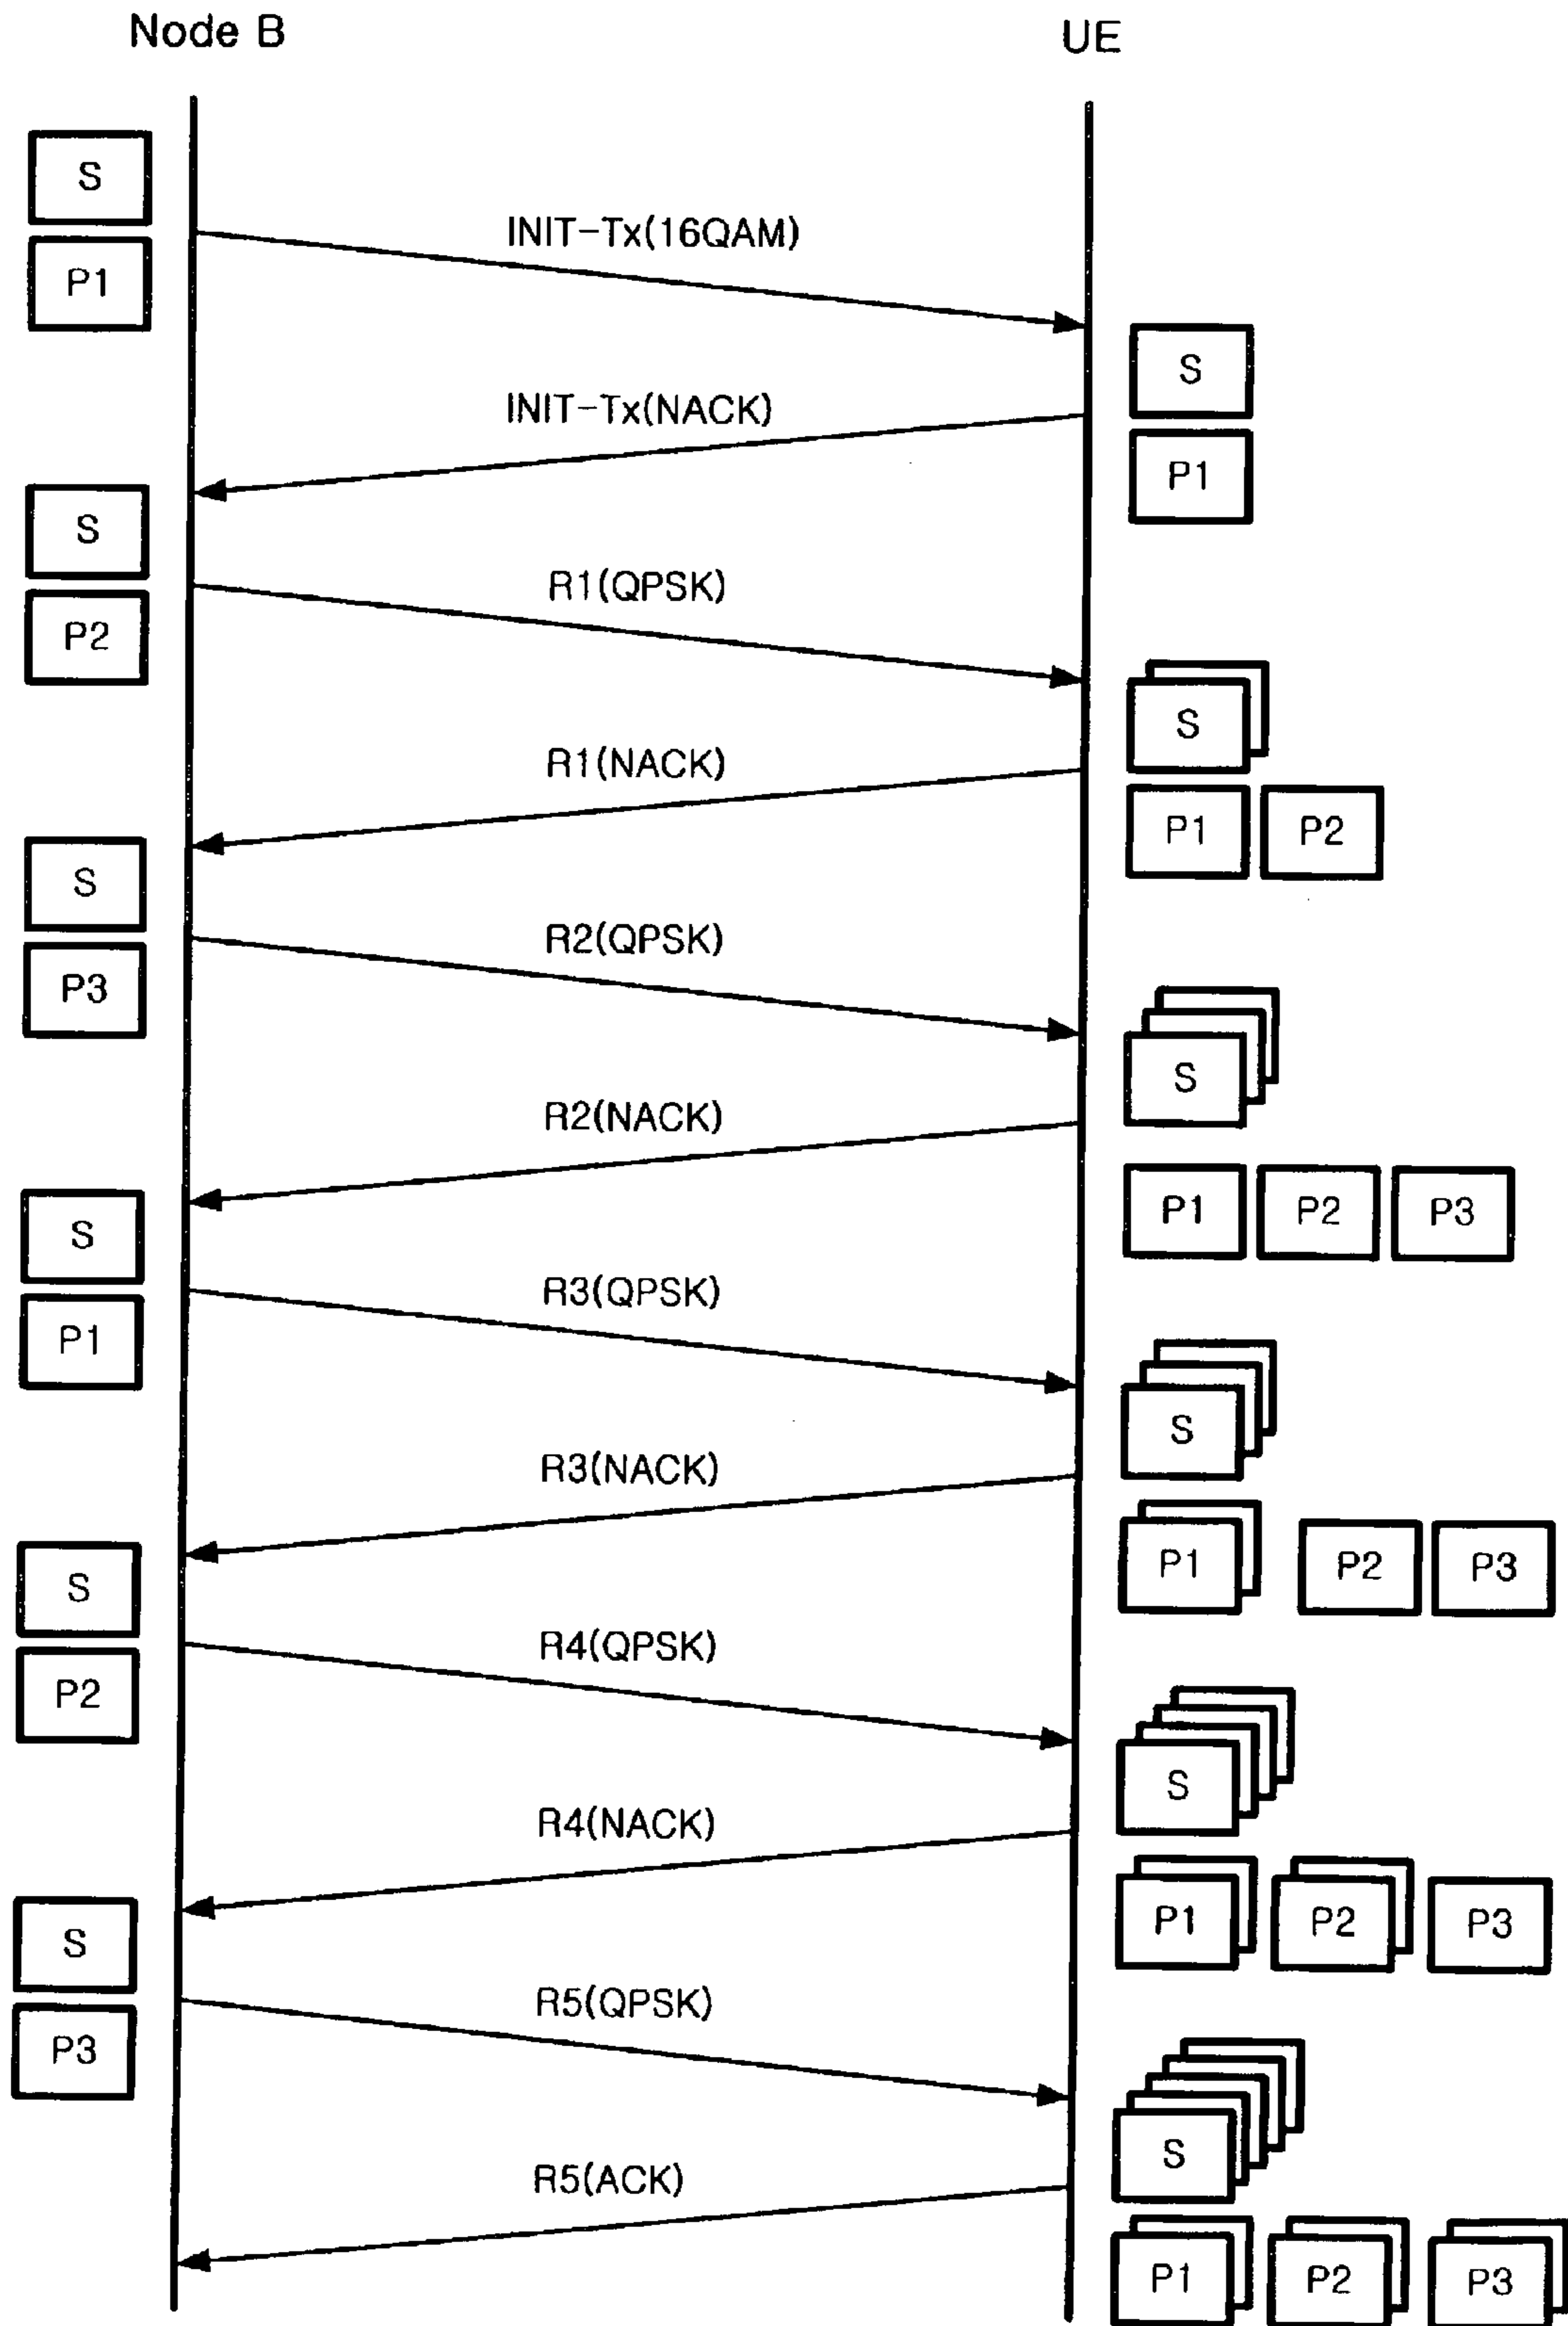 Node B
UE
S
INIT-Tx(16QAM)
P1
S
INIT-Tx(NACK)
P1
S
R1(QPSK)
P2
S
R1(NACK)
P1 P2
S
R2(QPSK)
P3
S
R2(NACK)
P1 P2 P3
S
R3(QPSK)
P1
S
R3(NACK)
P1 P2 P3
S
R4(QPSK)
P2
S
R4(NACK)
P1 P2 P3
S
R5(QPSK)
P3
S
R5(ACK)
P1 P2 P3